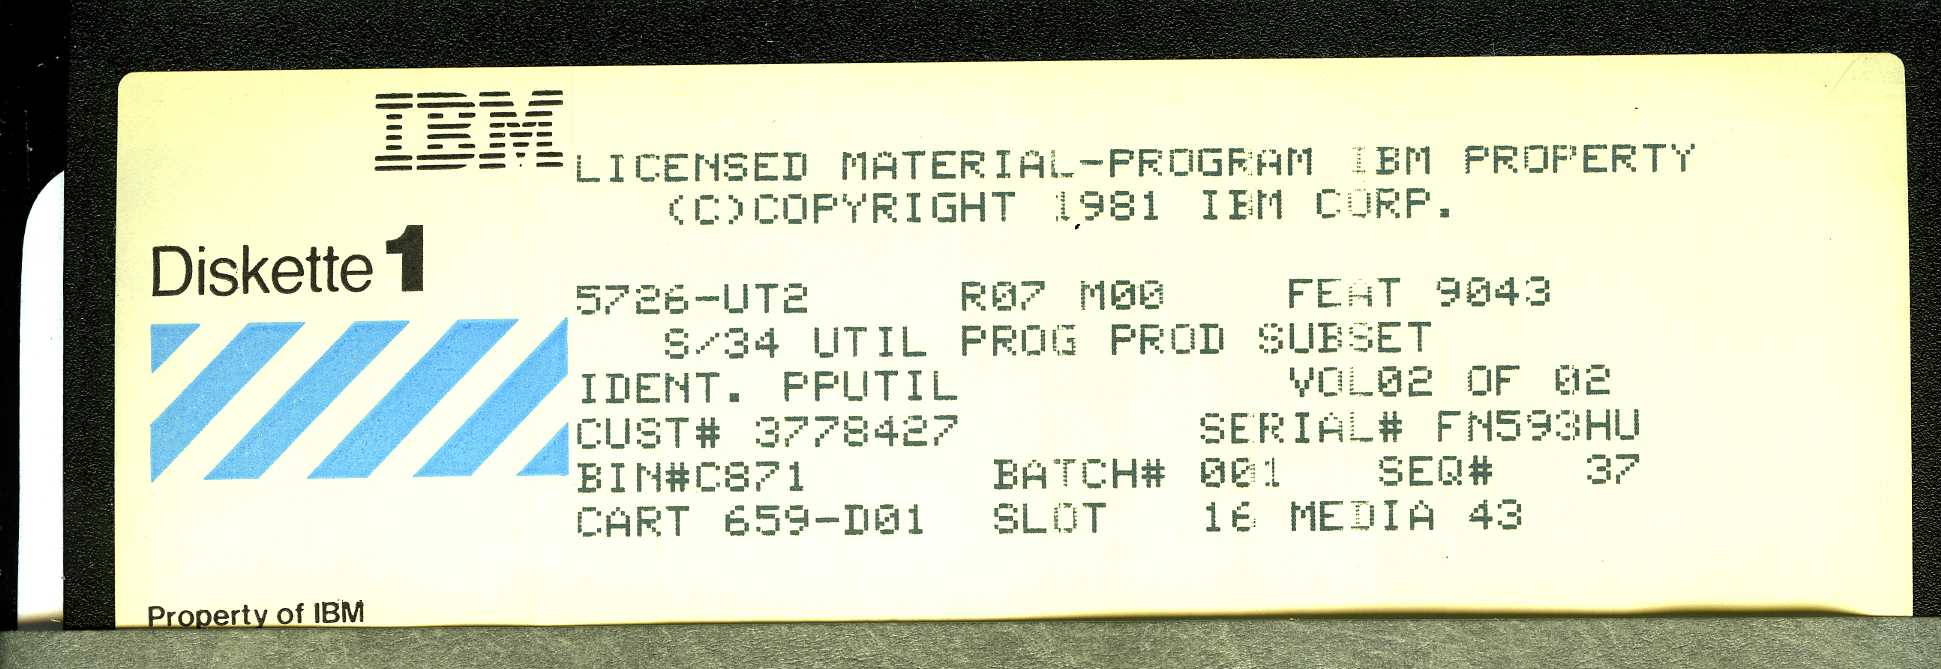 IBM
LICENSED MATERIAL-PROGRAM IBM PROPERTY
(C)COPYRIGHT 1981 IBM CORP.
Diskette 1
5726-UT2 R07 M00 FEAT 9043
S/34 UTIL PROG PROD SUBSET
IDENT. PPUTIL VOL02 OF 02
CUST# 3778427 SERIAL# FN593HU
BIN#C871 BATCH# 001 SEQ# 37
CART 659-D01 SLOT 16 MEDIA 43
Property of IBM